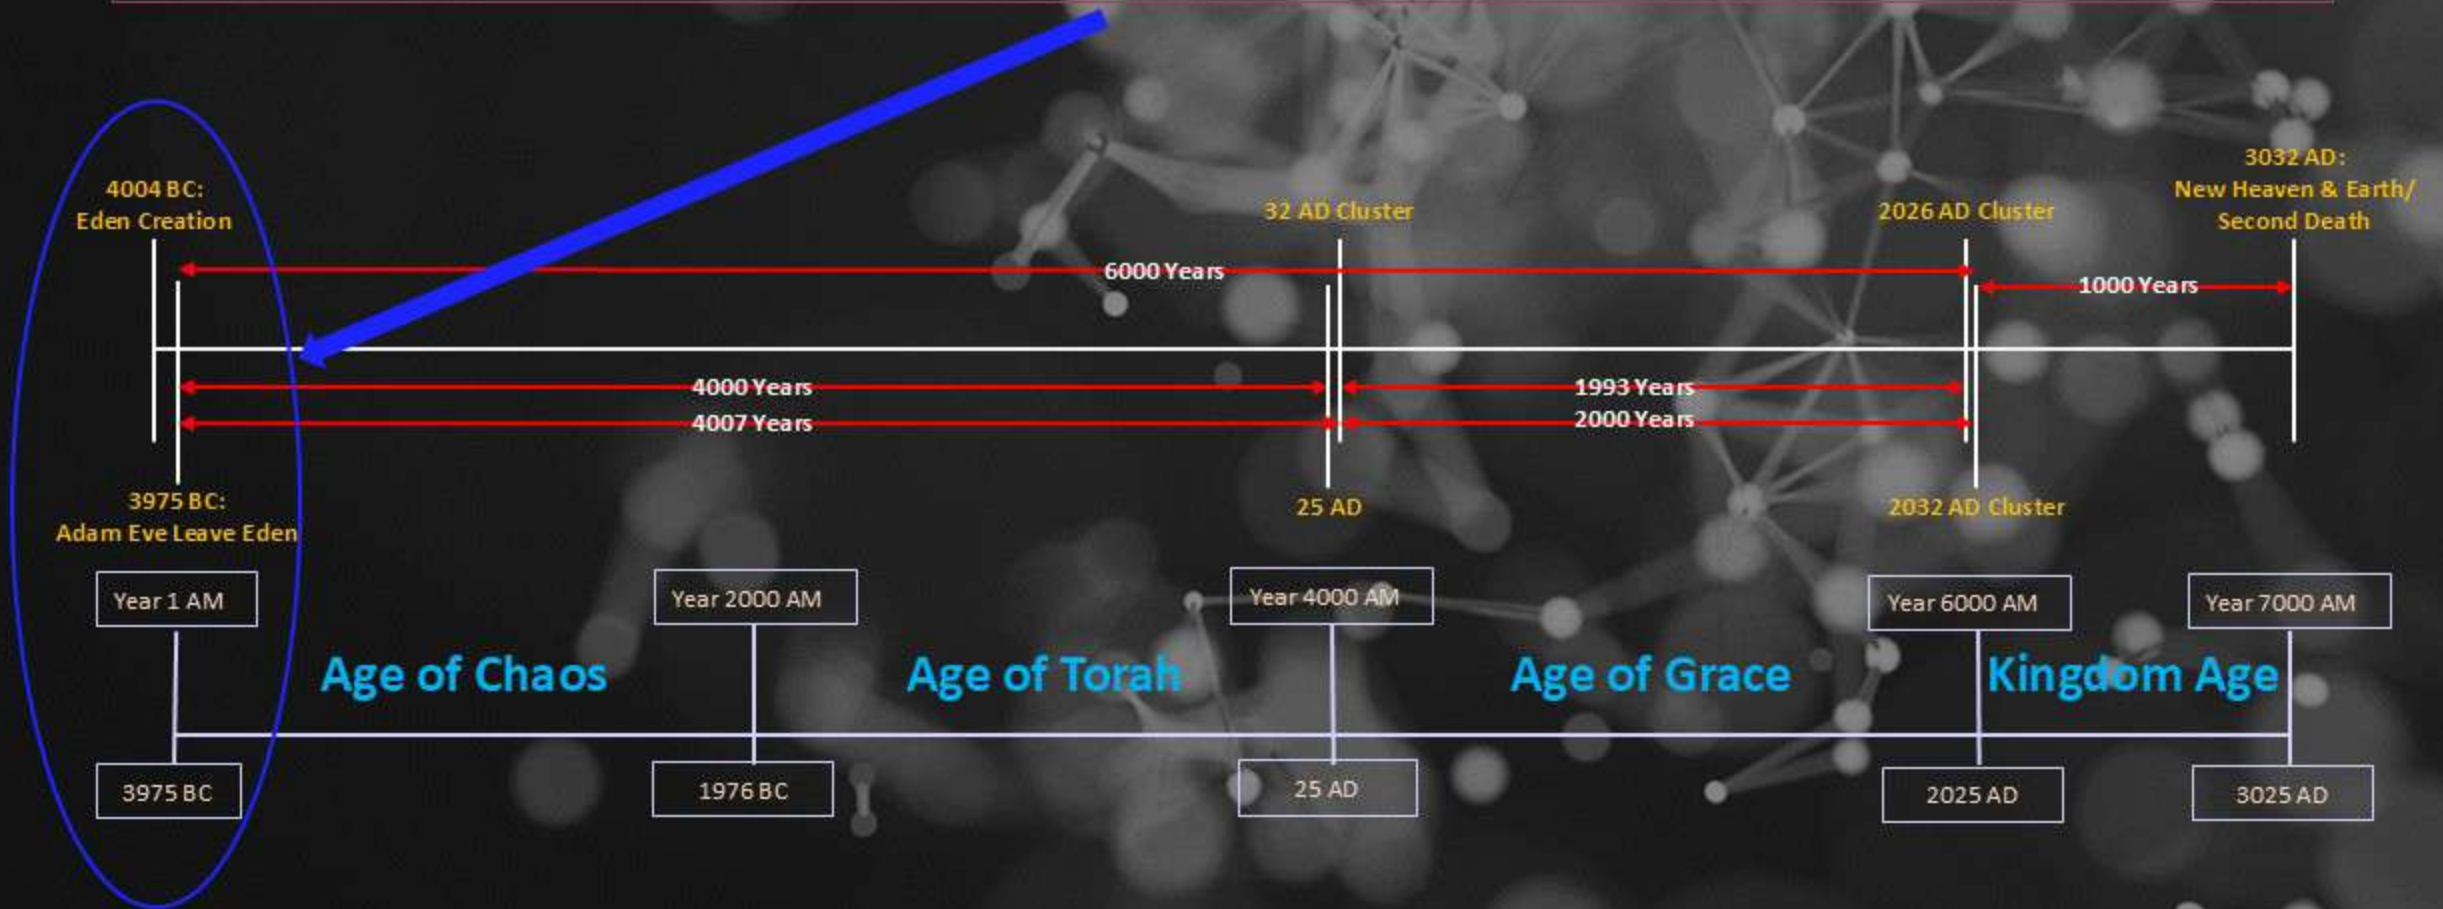 4004 BC:
Eden Creation
32 AD Cluster
2026 AD Cluster
3032 AD:
New Heaven & Earth/
Second Death
6000 Years
1000 Years
4000 Years
1993 Years
4007 Years
2000 Years
3975 BC:
Adam Eve Leave Eden
25 AD
2032 AD Cluster
Year 1 AM
Year 2000 AM
Year 4000 AM
Year 6000 AM
Year 7000 AM
Age of Chaos
Age of Torah
Age of Grace
Kingdom Age
3975 BC
1976 BC
25 AD
2025 AD
3025 AD